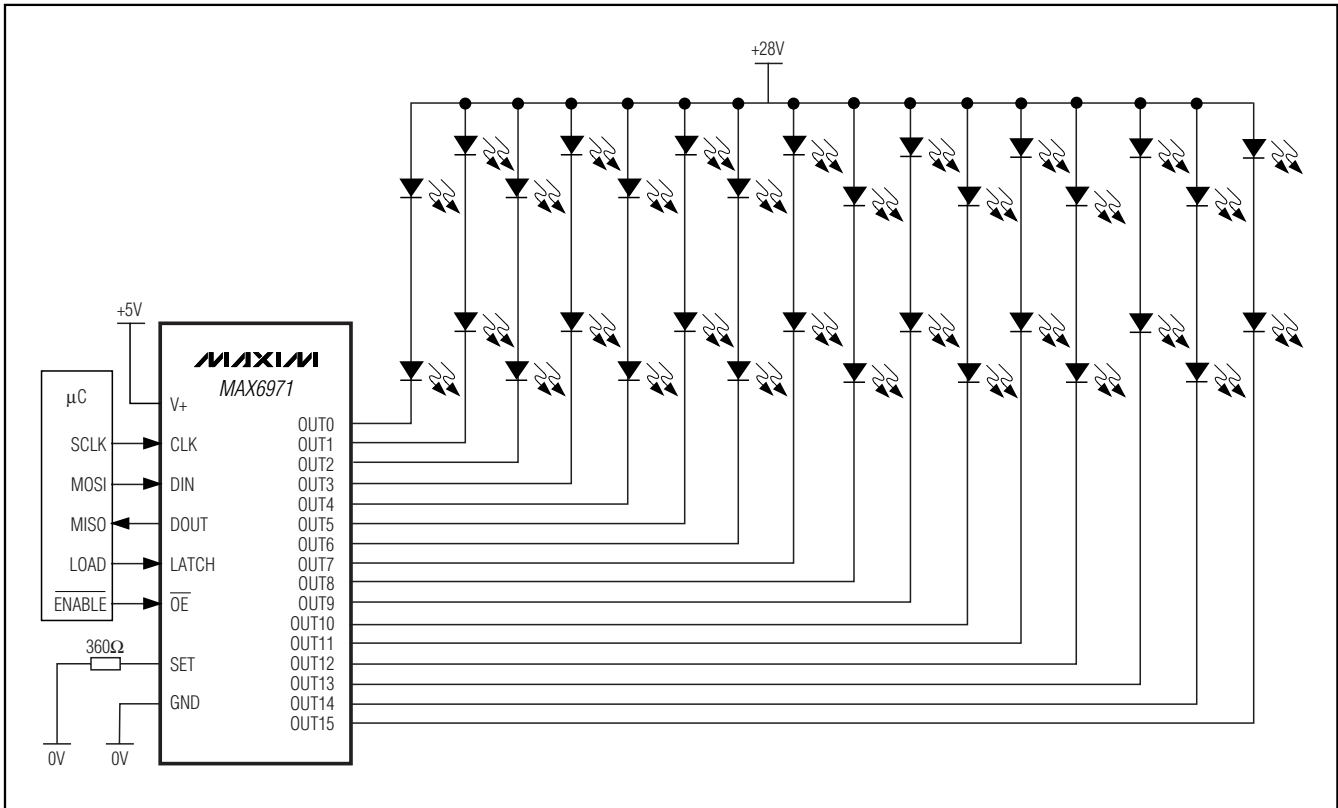 +28V
+5V
MAXIM
MAX6971
µC
SCLK
MOSI
MISO
LOAD
ENABLE
V+
CLK
DIN
DOUT
LATCH
OE
SET
GND
360Ω
0V
0V
OUT0
OUT1
OUT2
OUT3
OUT4
OUT5
OUT6
OUT7
OUT8
OUT9
OUT10
OUT11
OUT12
OUT13
OUT14
OUT15